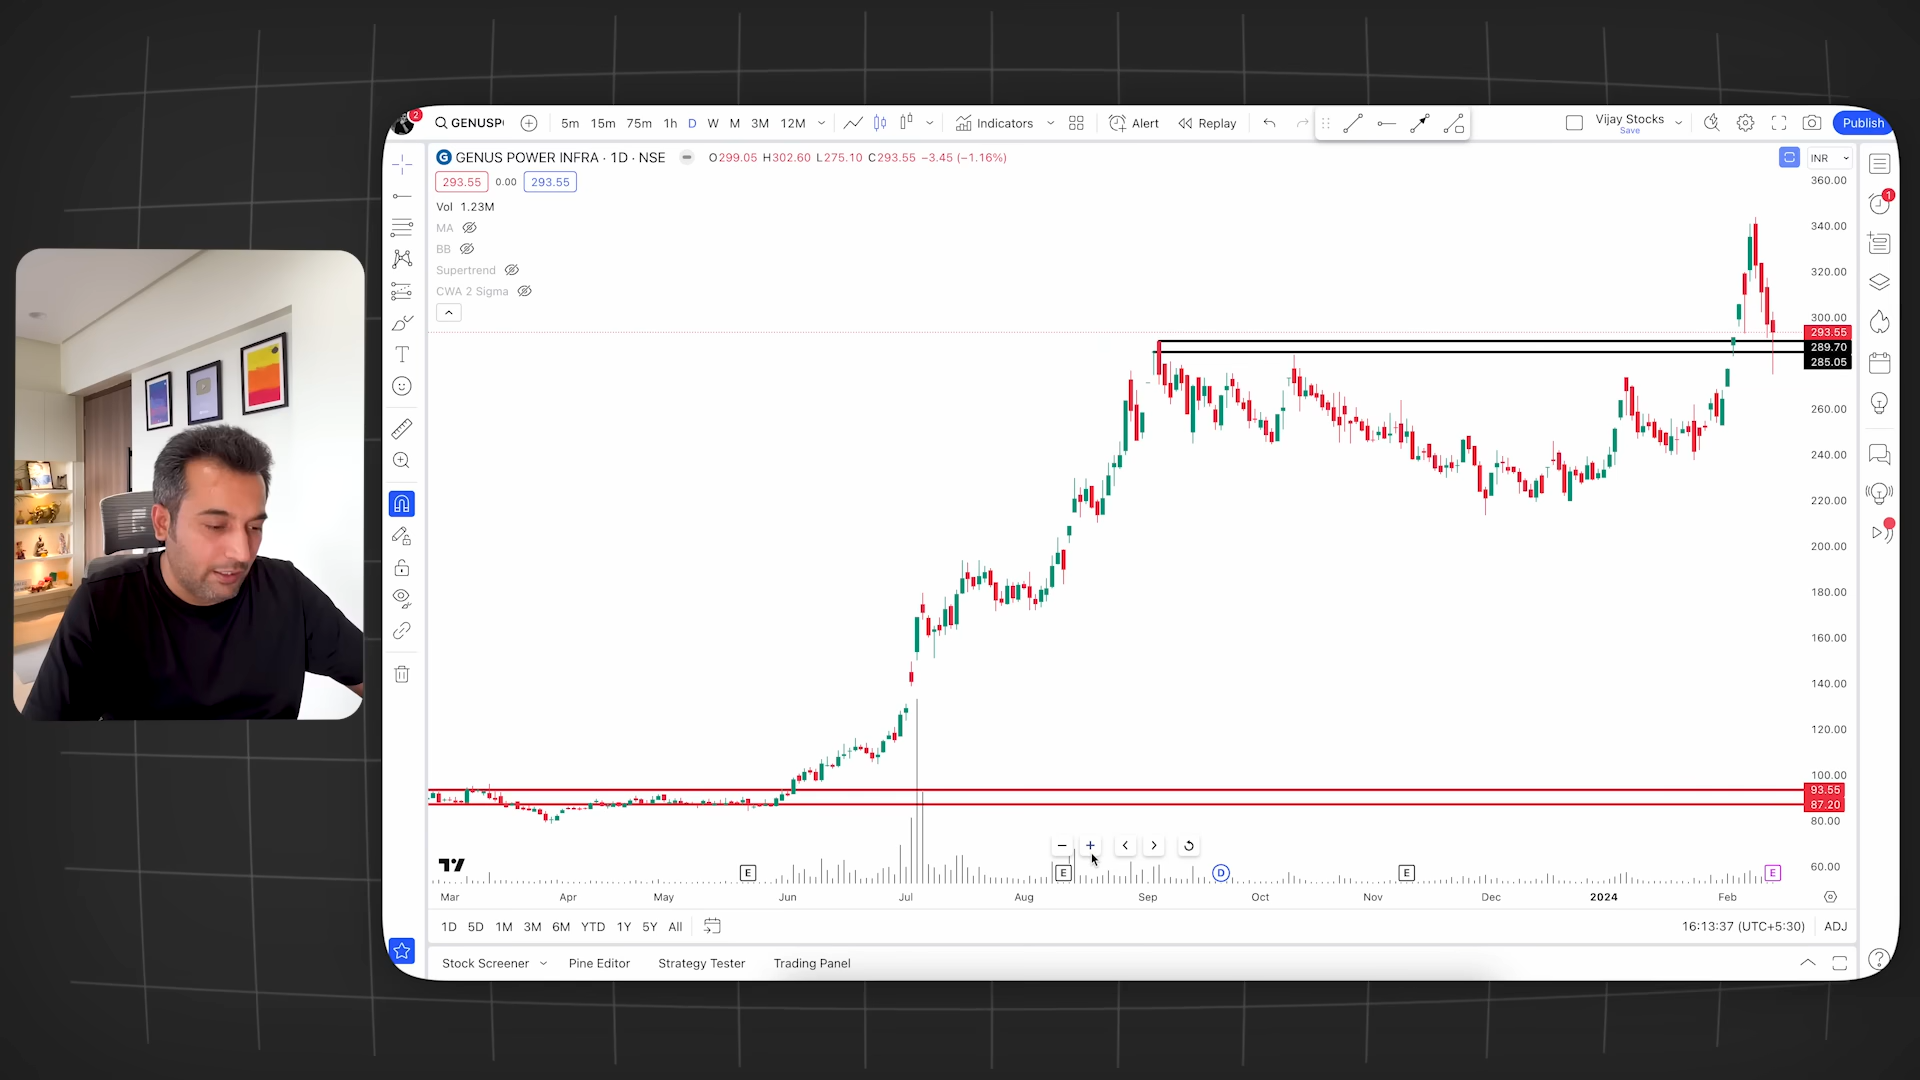 2
GENUSP
5m 15m 75m 1h D W M 3M 12M
Indicators
Alert
Replay
Vijay Stocks
Save
Publish
GENUS POWER INFRA · 1D · NSE
O299.05 H302.60 L275.10 C293.55 −3.45 (−1.16%)
INR
293.55 0.00 293.55
Vol 1.23M
MA
BB
Supertrend
CWA 2 Sigma
360.00
340.00
320.00
300.00
293.55
289.70
285.05
260.00
240.00
220.00
200.00
180.00
160.00
140.00
120.00
100.00
93.55
87.20
80.00
60.00
1
E E D E E
Mar Apr May Jun Jul Aug Sep Oct Nov Dec 2024 Feb
1D 5D 1M 3M 6M YTD 1Y 5Y All
16:13:37 (UTC+5:30) ADJ
Stock Screener Pine Editor Strategy Tester Trading Panel